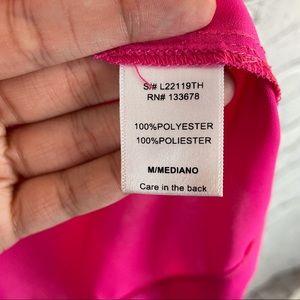 S/# L22119TH
RN# 133678
100%POLYESTER
100%POLIESTER
M/MEDIANO
Care in the back